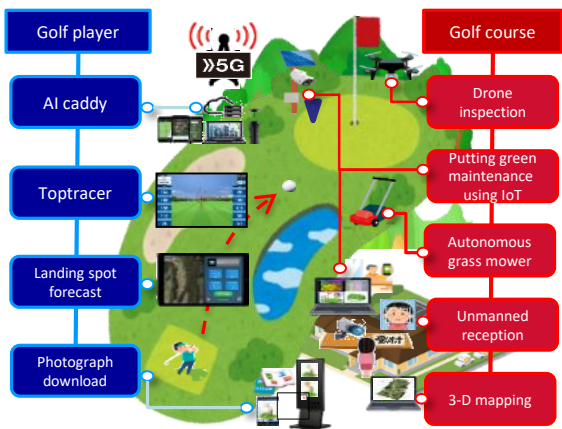 Golf player
Golf course
»5G
AI caddy
Drone
inspection
Toptracer
Putting green
maintenance
using IoT
Landing spot
forecast
Autonomous
grass mower
Photograph
download
Unmanned
reception
3-D mapping